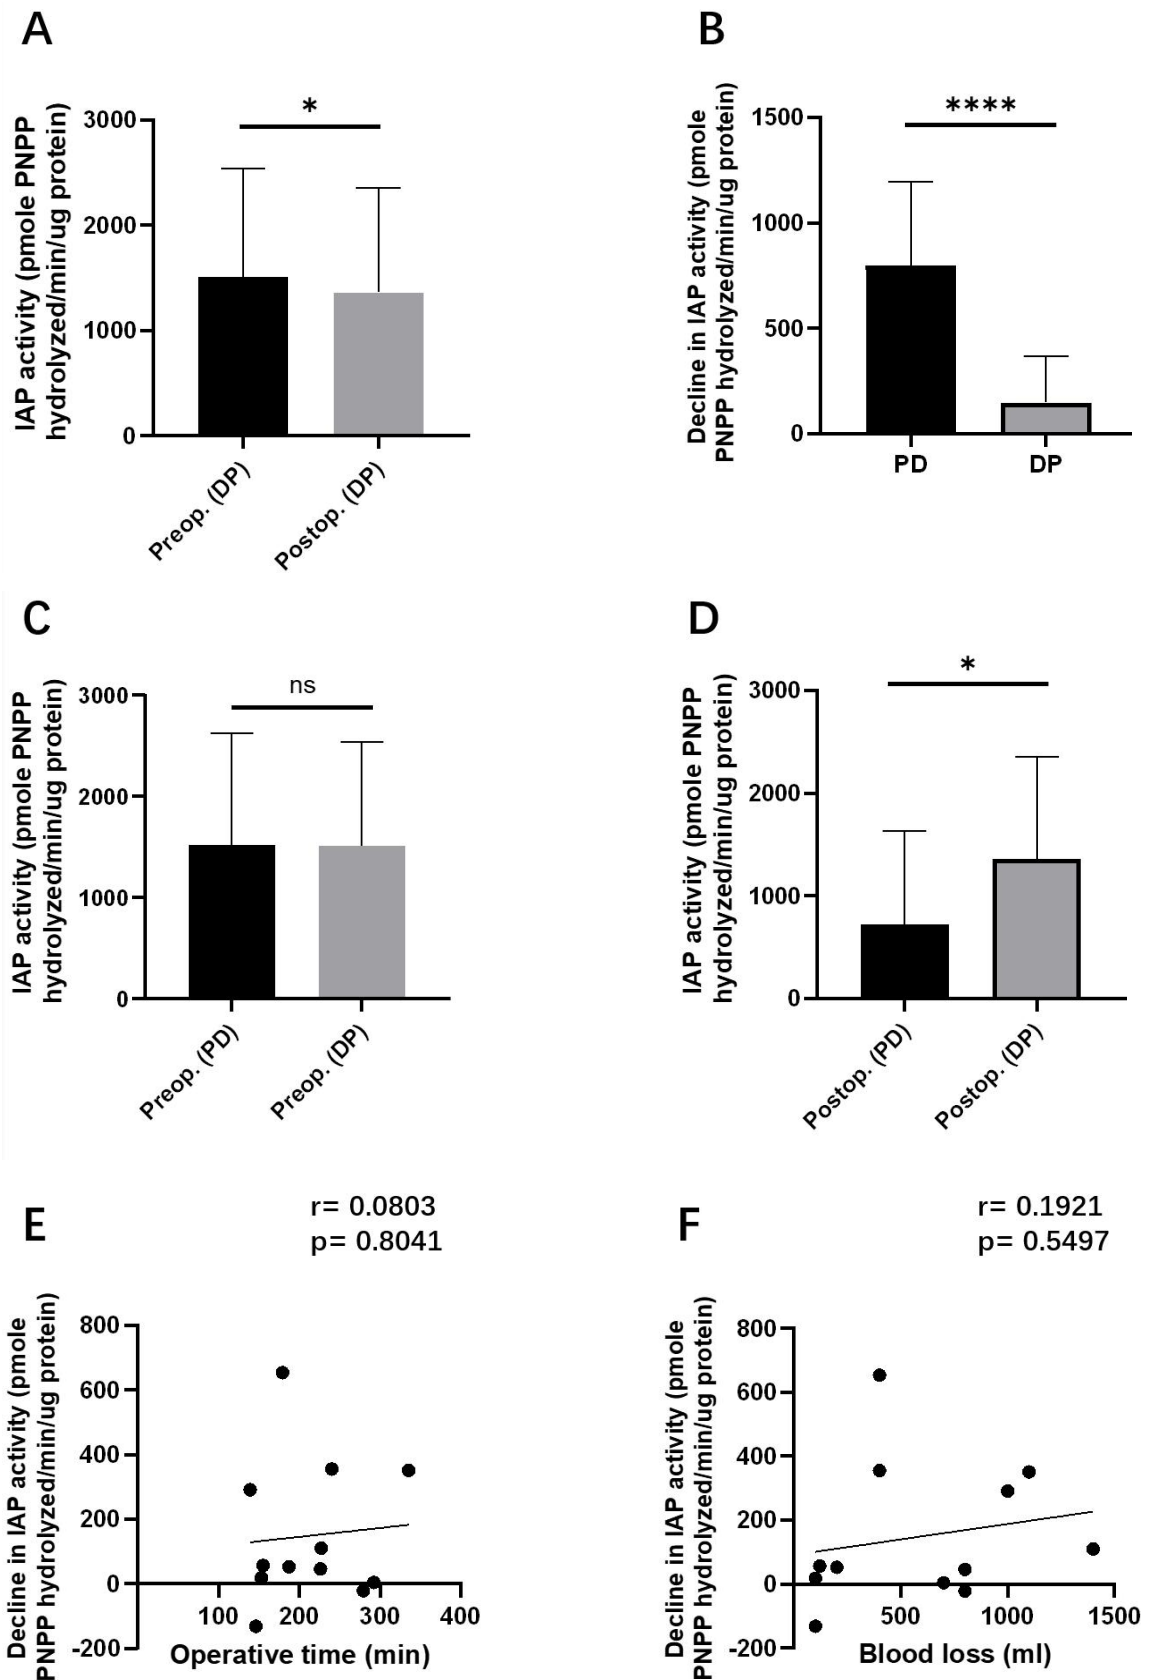 A
IAP activity (pmole PNPP
hydrolyzed/min/ug protein)
3000
2000
1000
0
*
Preop. (DP)
Postop. (DP)
B
Decline in IAP activity (pmole
PNPP hydrolyzed/min/ug protein)
1500
1000
500
0
****
PD
DP
C
IAP activity (pmole PNPP
hydrolyzed/min/ug protein)
3000
2000
1000
0
ns
Preop. (PD)
Preop. (DP)
D
IAP activity (pmole PNPP
hydrolyzed/min/ug protein)
3000
2000
1000
0
*
Postop. (PD)
Postop. (DP)
E
r= 0.0803
p= 0.8041
Decline in IAP activity (pmole
PNPP hydrolyzed/min/ug protein)
800
600
400
200
0
-200
100 200 300 400
Operative time (min)
F
r= 0.1921
p= 0.5497
Decline in IAP activity (pmole
PNPP hydrolyzed/min/ug protein)
800
600
400
200
0
-200
500 1000 1500
Blood loss (ml)